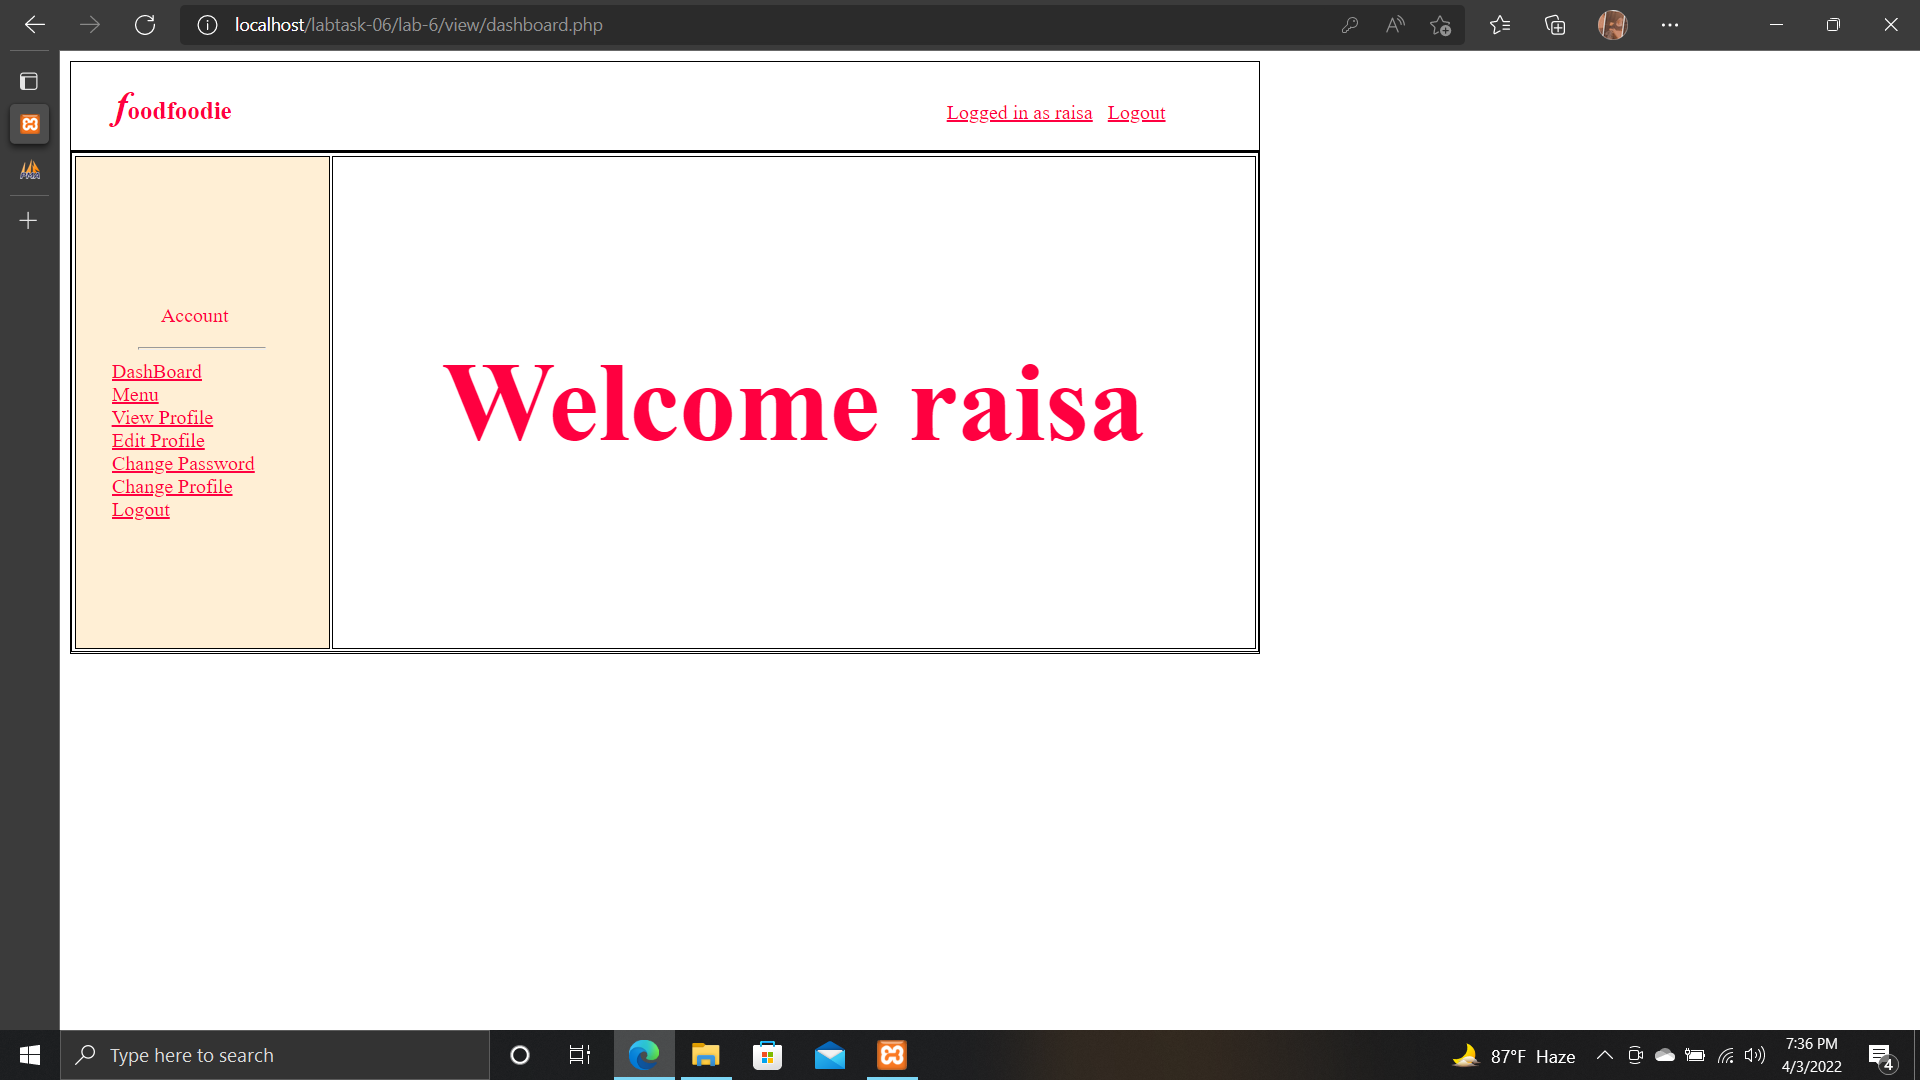 localhost/labtask-06/lab-6/view/dashboard.php
foodfoodie
Logged in as raisa Logout
Account
DashBoard
Menu
View Profile
Edit Profile
Change Password
Change Profile
Logout
Welcome raisa
Type here to search
87°F Haze
7:36 PM
4/3/2022
4